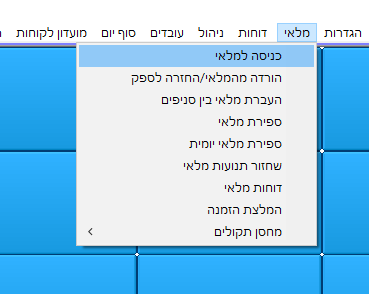 הגדרות מלאי דוחות ניהול עובדים סוף יום מועדון לקוחות
כניסה למלאי
הורדה מהמלאי/החזרה לספק
העברת מלאי בין סניפים
ספירת מלאי
ספירת מלאי יומית
שחזור תנועות מלאי
דוחות מלאי
המלצת הזמנה
מחסן תקולים